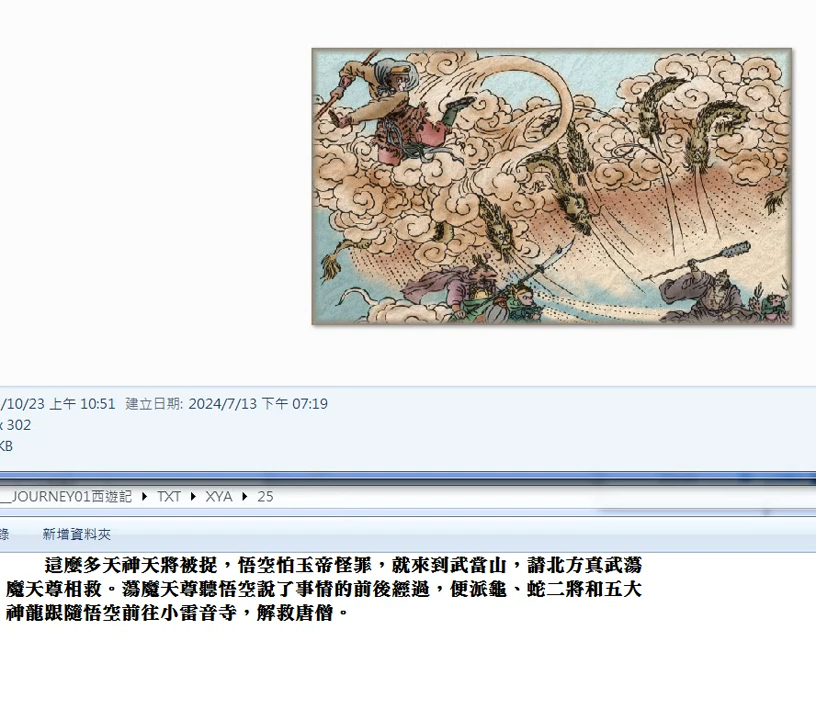 /10/23 上午 10:51 建立日期: 2024/7/13 下午 07:19
x 302
KB
__JOURNEY01西遊記 ▶ TXT ▶ XYA ▶ 25
錄 新增資料夾
這麼多天神天將被捉，悟空怕玉帝怪罪，就來到武當山，請北方真武蕩
魔天尊相救。蕩魔天尊聽悟空說了事情的前後經過，便派龜、蛇二將和五大
神龍跟隨悟空前往小雷音寺，解救唐僧。